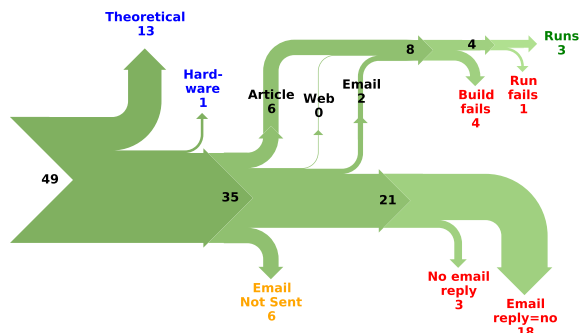 Theoretical
13
Hard-
ware
1
Article
6
Web
0
Email
2
8
4
Runs
3
Build
fails
4
Run
fails
1
49
35
21
Email
Not Sent
6
No email
reply
3
Email
reply=no
18